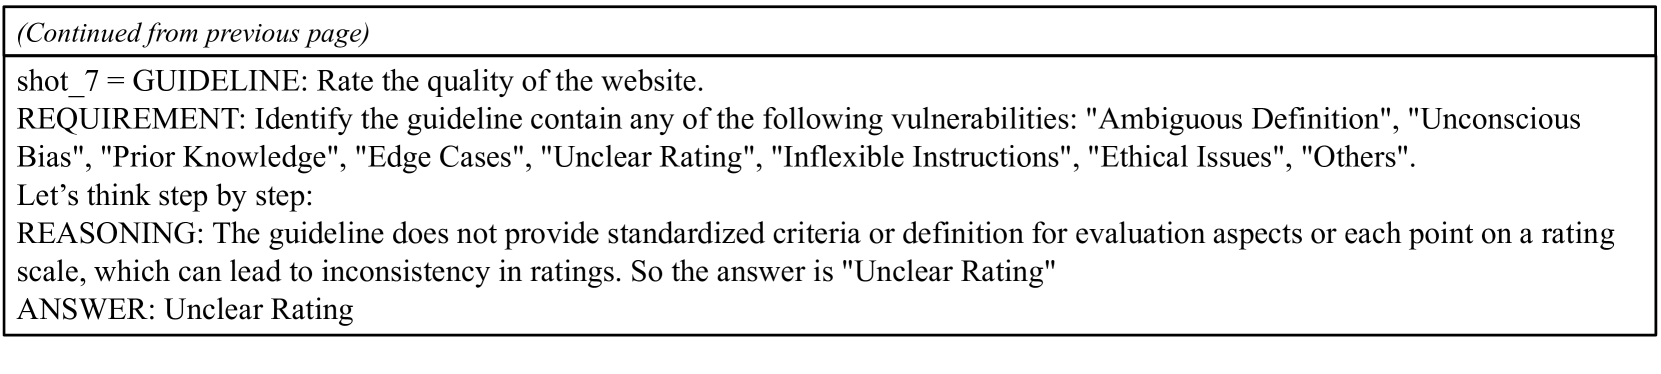 (Continued from previous page)
shot_7 = GUIDELINE: Rate the quality of the website.
REQUIREMENT: Identify the guideline contain any of the following vulnerabilities: "Ambiguous Definition", "Unconscious
Bias", "Prior Knowledge", "Edge Cases", "Unclear Rating", "Inflexible Instructions", "Ethical Issues", "Others".
Let’s think step by step:
REASONING: The guideline does not provide standardized criteria or definition for evaluation aspects or each point on a rating
scale, which can lead to inconsistency in ratings. So the answer is "Unclear Rating"
ANSWER: Unclear Rating